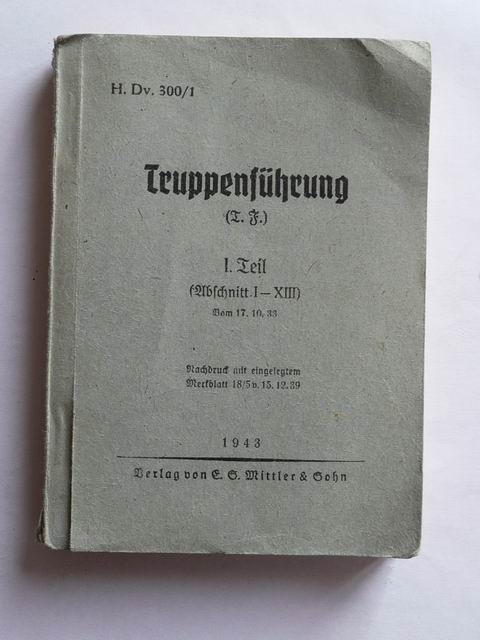 H. Dv. 300/1
Truppenführung
(T. F.)
I. Teil
(Abschnitt I – XIII)
Vom 17. 10. 33
Nachdruck mit eingelegtem
Merkblatt 18/5 v. 15. 12. 39
1943
Verlag von E. S. Mittler & Sohn